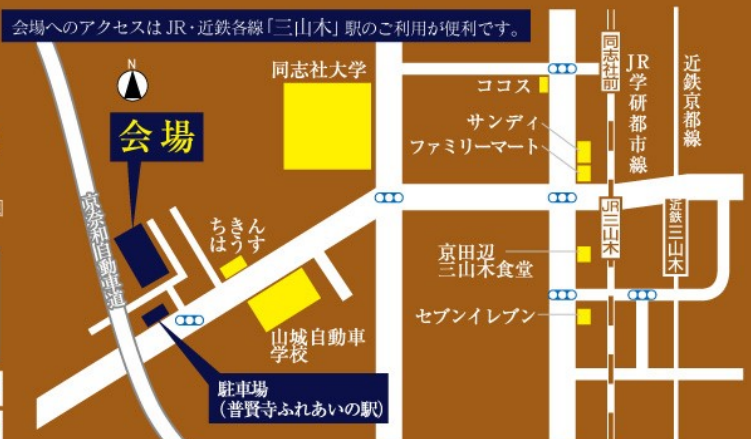 会場へのアクセスはJR・近鉄各線「三山木」駅のご利用が便利です。
N
会場
同志社大学
ココス
サンディ
ファミリーマート
同志社前
JR学研都市線
近鉄京都線
京奈和自動車道
ちきん
はうす
山城自動車
学校
京田辺
三山木食堂
セブンイレブン
JR三山木
近鉄三山木
駐車場
(普賢寺ふれあいの駅)